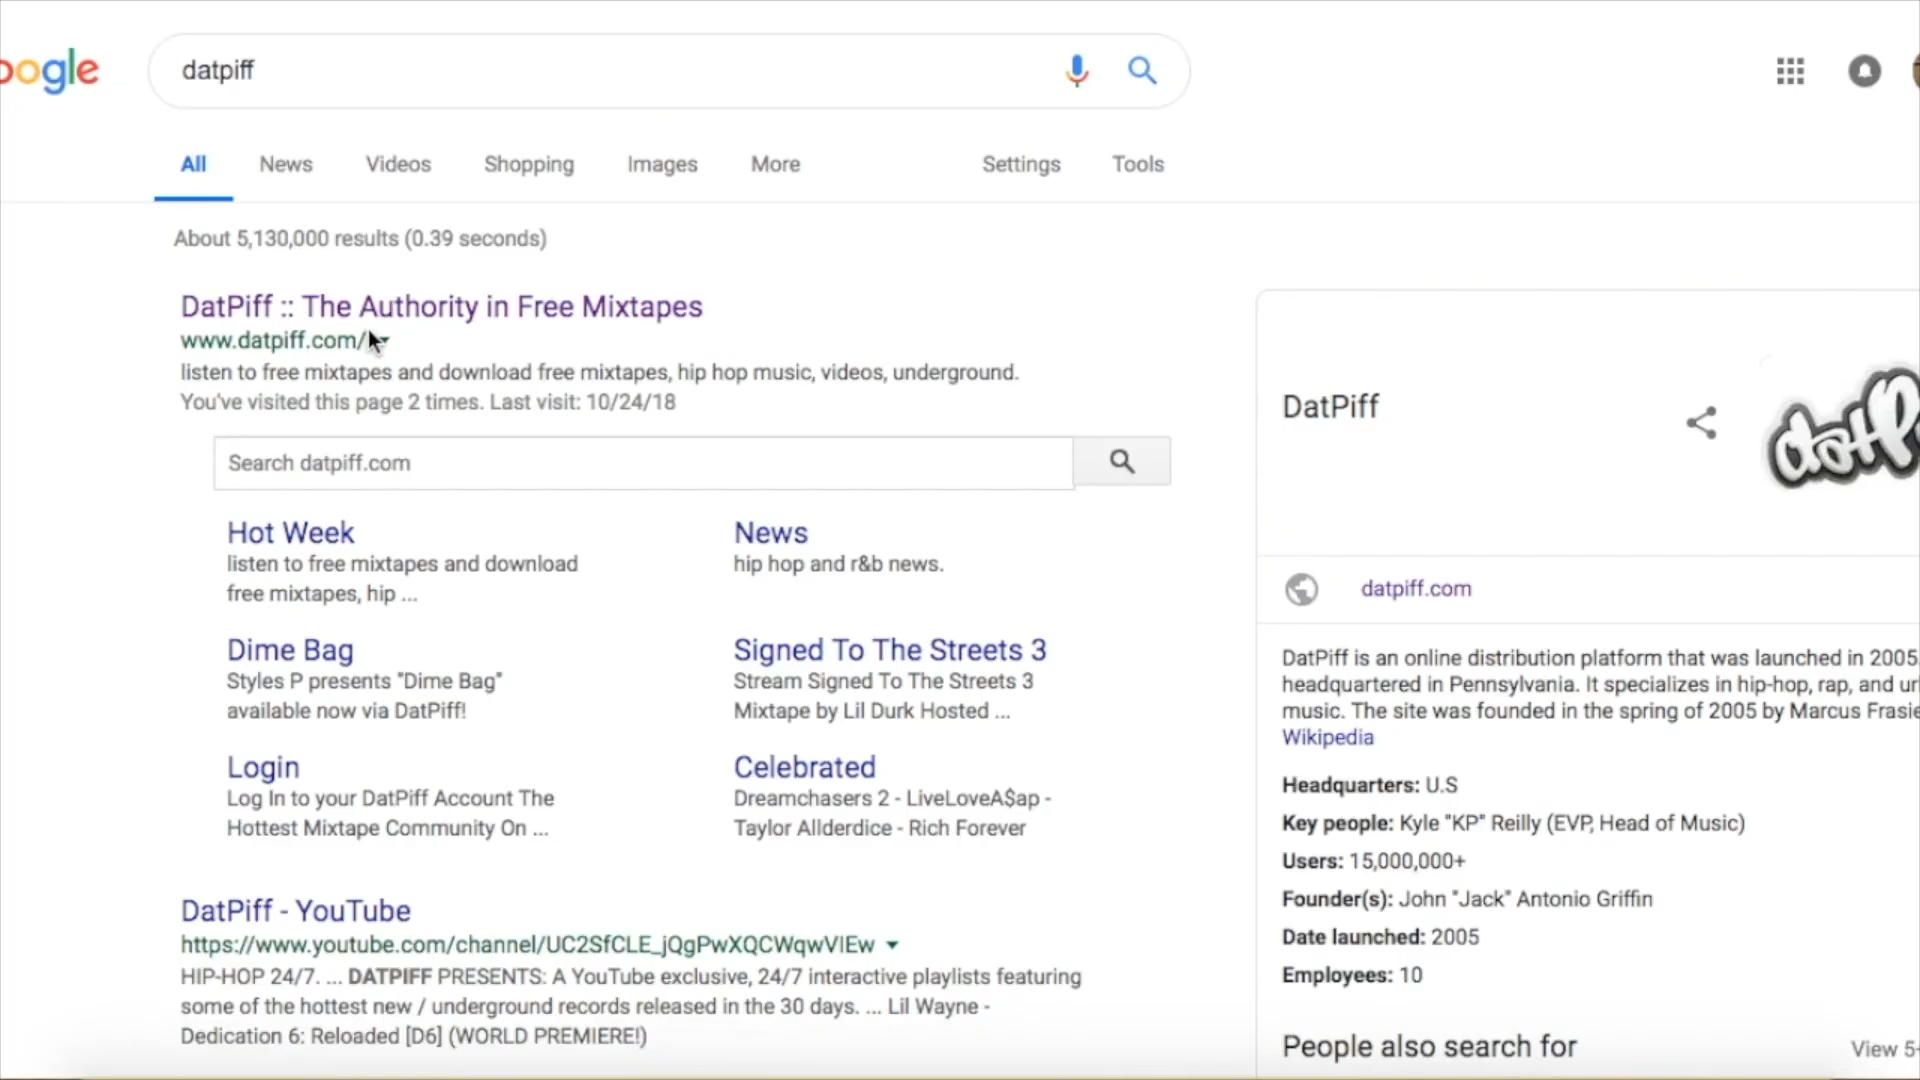 oogle
datpiff
All News Videos Shopping Images More Settings Tools
About 5,130,000 results (0.39 seconds)
DatPiff :: The Authority in Free Mixtapes
www.datpiff.com/
listen to free mixtapes and download free mixtapes, hip hop music, videos, underground.
You've visited this page 2 times. Last visit: 10/24/18
Search datpiff.com
Hot Week
listen to free mixtapes and download
free mixtapes, hip ...
News
hip hop and r&b news.
Dime Bag
Styles P presents "Dime Bag"
available now via DatPiff!
Signed To The Streets 3
Stream Signed To The Streets 3
Mixtape by Lil Durk Hosted ...
Login
Log In to your DatPiff Account The
Hottest Mixtape Community On ...
Celebrated
Dreamchasers 2 - LiveLoveA$ap -
Taylor Allderdice - Rich Forever
DatPiff - YouTube
https://www.youtube.com/channel/UC2SfCLE_jQgPwXQCWqwVlEw
HIP-HOP 24/7. ... DATPIFF PRESENTS: A YouTube exclusive, 24/7 interactive playlists featuring
some of the hottest new / underground records released in the 30 days. ... Lil Wayne -
Dedication 6: Reloaded [D6] (WORLD PREMIERE!)
DatPiff
datP
datpiff.com
DatPiff is an online distribution platform that was launched in 2005.
headquartered in Pennsylvania. It specializes in hip-hop, rap, and ur
music. The site was founded in the spring of 2005 by Marcus Frasie
Wikipedia
Headquarters: U.S
Key people: Kyle "KP" Reilly (EVP, Head of Music)
Users: 15,000,000+
Founder(s): John "Jack" Antonio Griffin
Date launched: 2005
Employees: 10
People also search for
View 5+